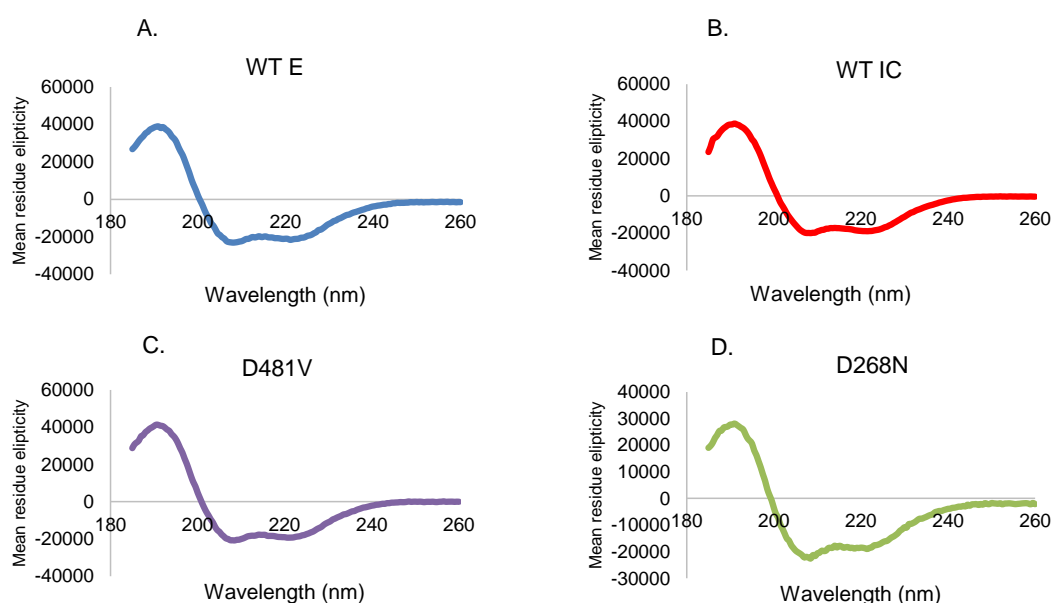 A.
WT E
Mean residue elipticity
60000
40000
20000
0
-20000
-40000
180
200
220
240
260
Wavelength (nm)
B.
WT IC
Mean residue elipticity
60000
40000
20000
0
-20000
-40000
180
200
220
240
260
Wavelength (nm)
C.
D481V
Mean residue elipticity
60000
40000
20000
0
-20000
-40000
180
200
220
240
260
Wavelength (nm)
D.
D268N
Mean residue elipticity
40000
30000
20000
10000
0
-10000
-20000
-30000
180
200
220
240
260
Wavelength (nm)